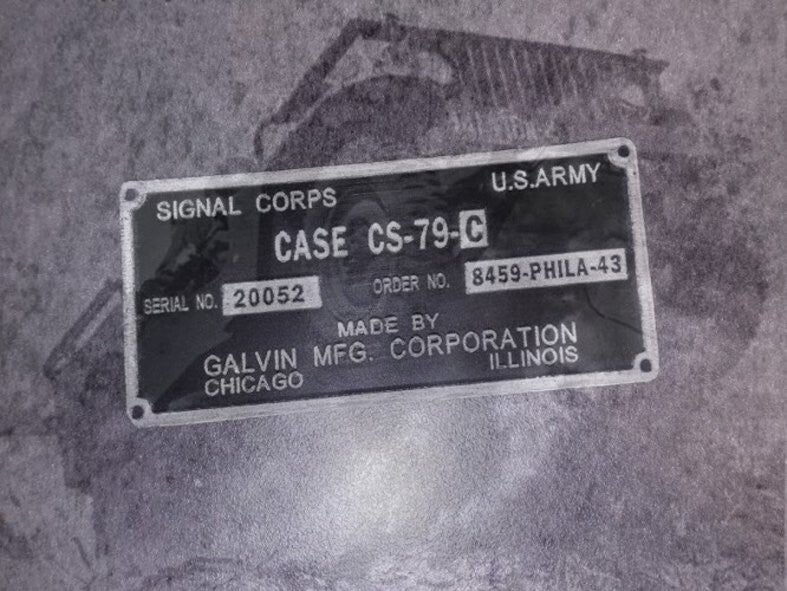 SIGNAL CORPS U.S.ARMY
CASE CS-79-C
SERIAL NO. 20052 ORDER NO. 8459-PHILA-43
MADE BY
GALVIN MFG. CORPORATION
CHICAGO ILLINOIS